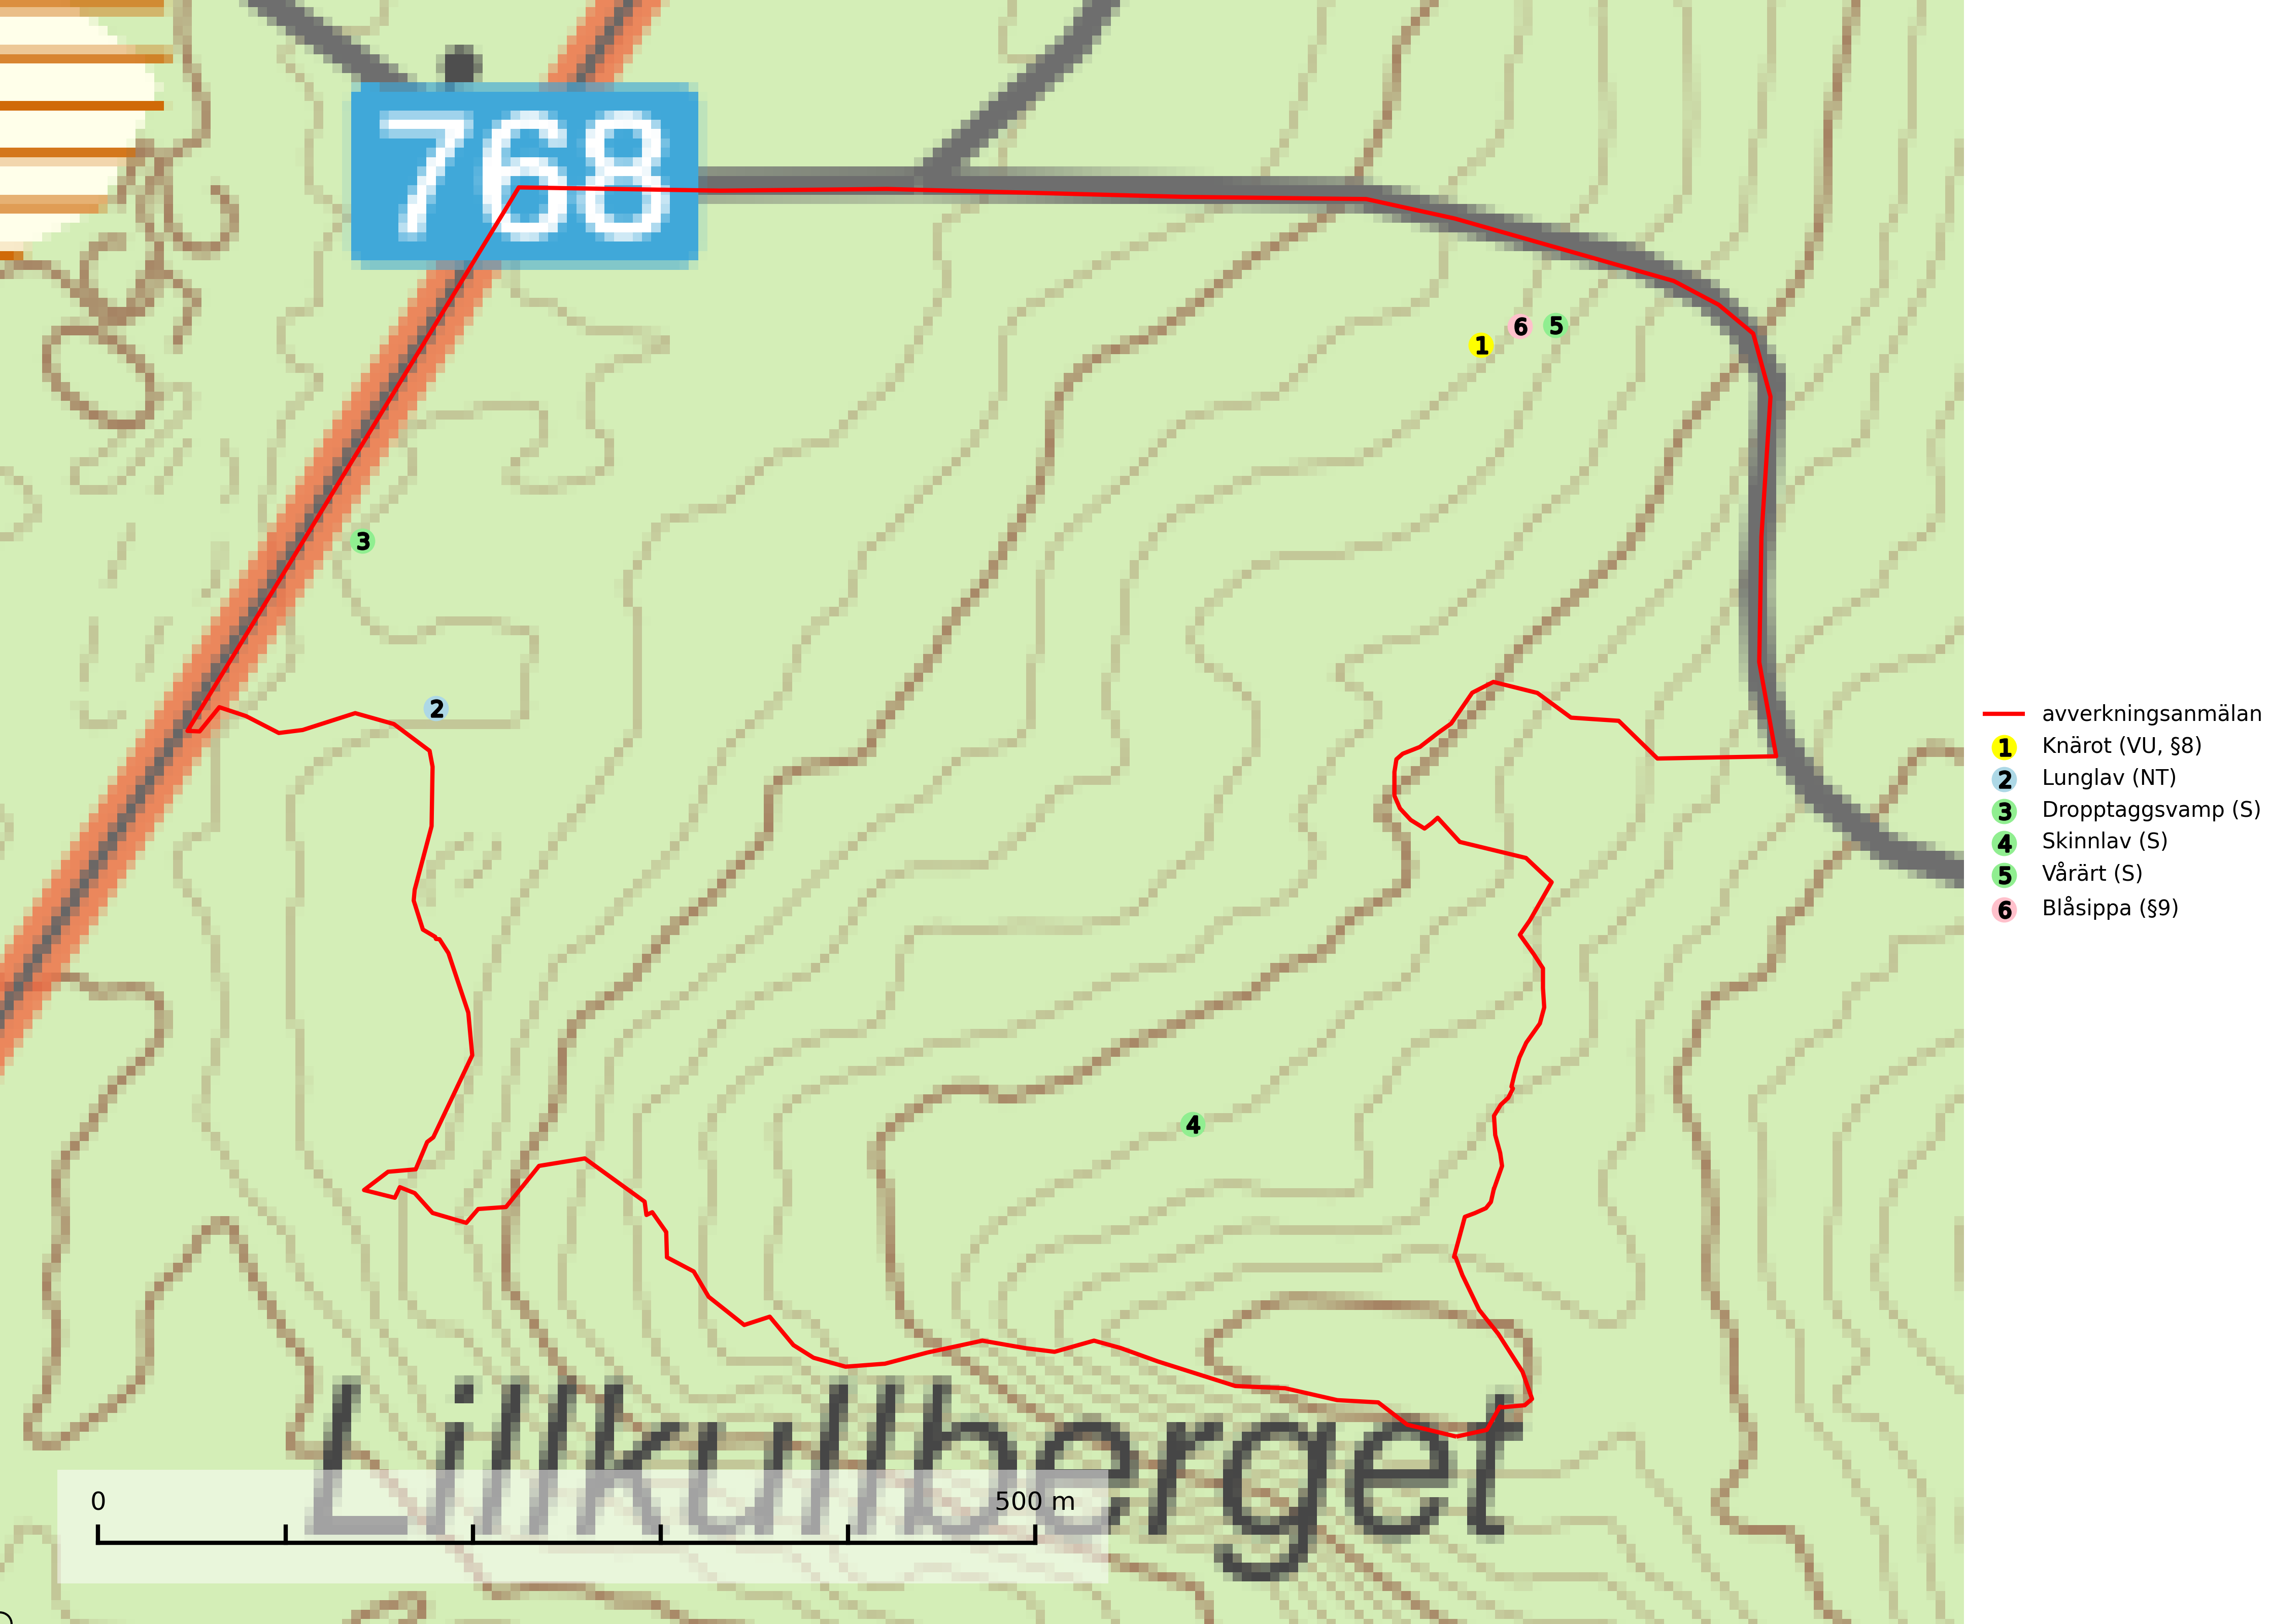 768
1
6
5
3
2
4
Lillkullberget
0 500 m
avverkningsanmälan
1 Knärot (VU, §8)
2 Lunglav (NT)
3 Dropptaggsvamp (S)
4 Skinnlav (S)
5 Vårärt (S)
6 Blåsippa (§9)